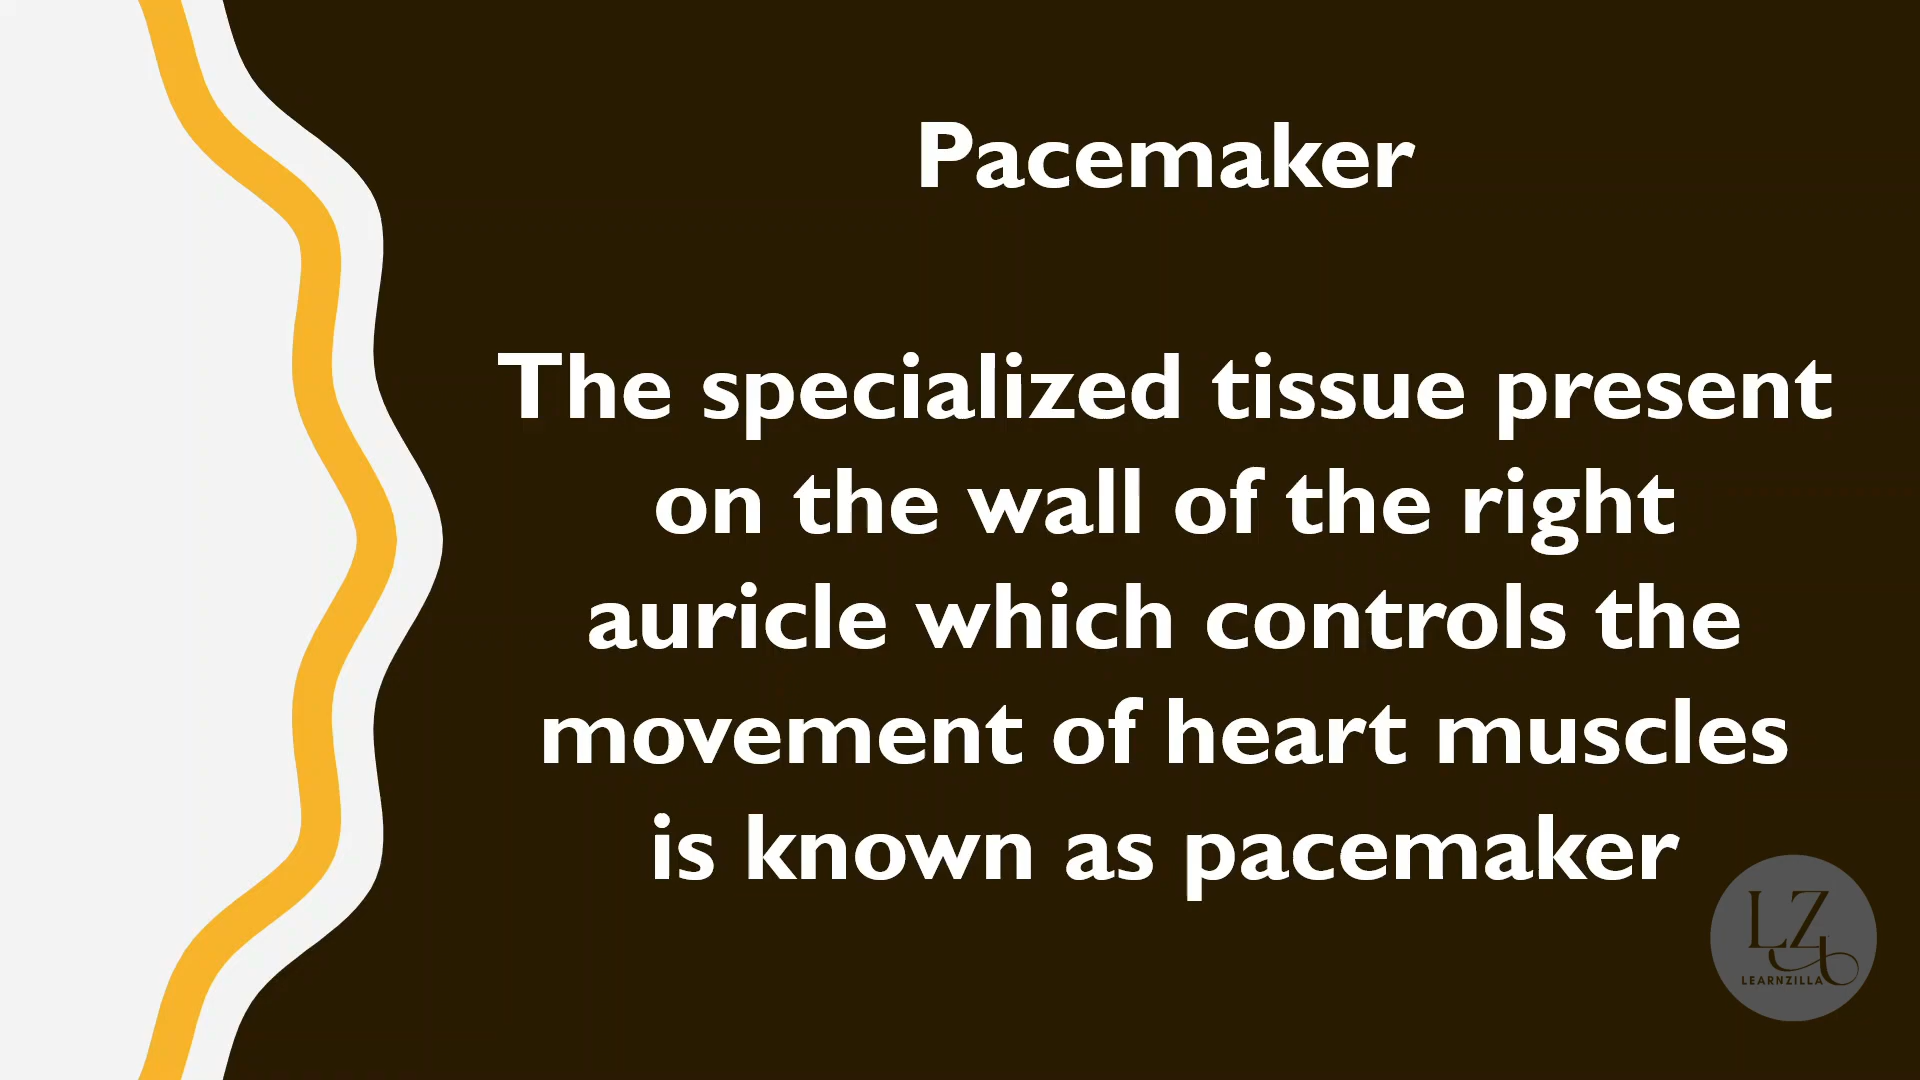 Pacemaker
The specialized tissue present
on the wall of the right
auricle which controls the
movement of heart muscles
is known as pacemaker
LZ
LEARNZILLA